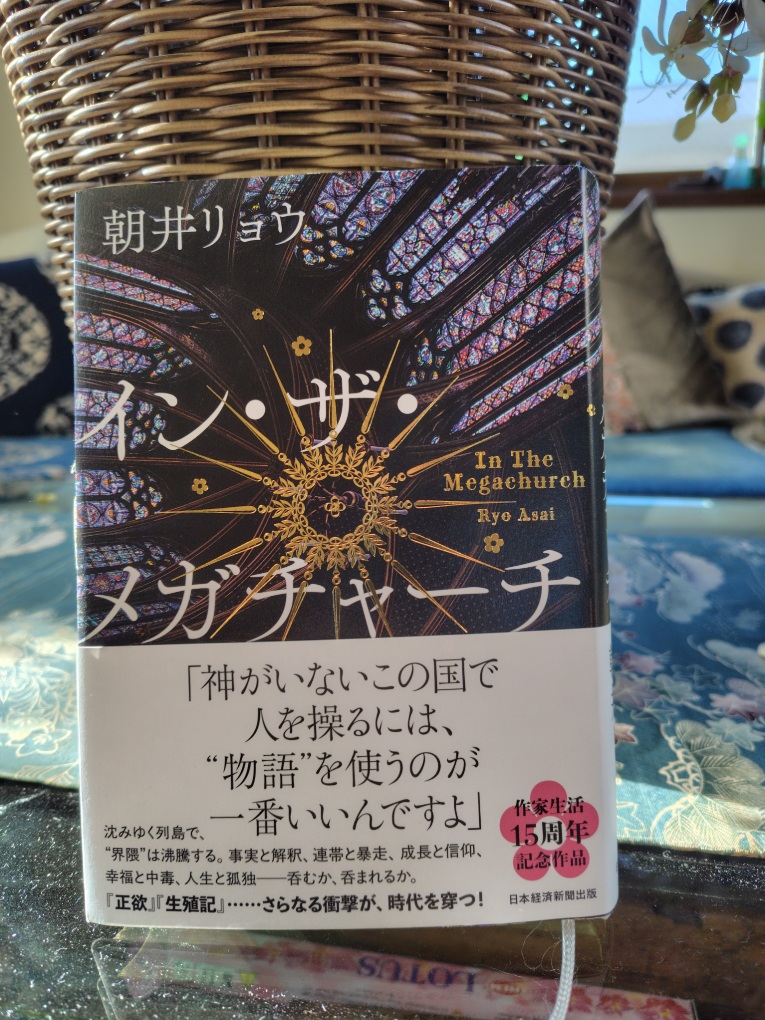 朝井リョウ
イン・ザ・
In The
Megachurch
Ryo Asai
メガチャーチ
「神がいないこの国で
人を操るには、
“物語”を使うのが
一番いいんですよ」
沈みゆく列島で、
“界隈”は沸騰する。事実と解釈、連帯と暴走、成長と信仰、
幸福と中毒、人生と孤独――呑むか、呑まれるか。
『正欲』『生殖記』……さらなる衝撃が、時代を穿つ！
作家生活
15周年
記念作品
日本経済新聞出版
LOTUS